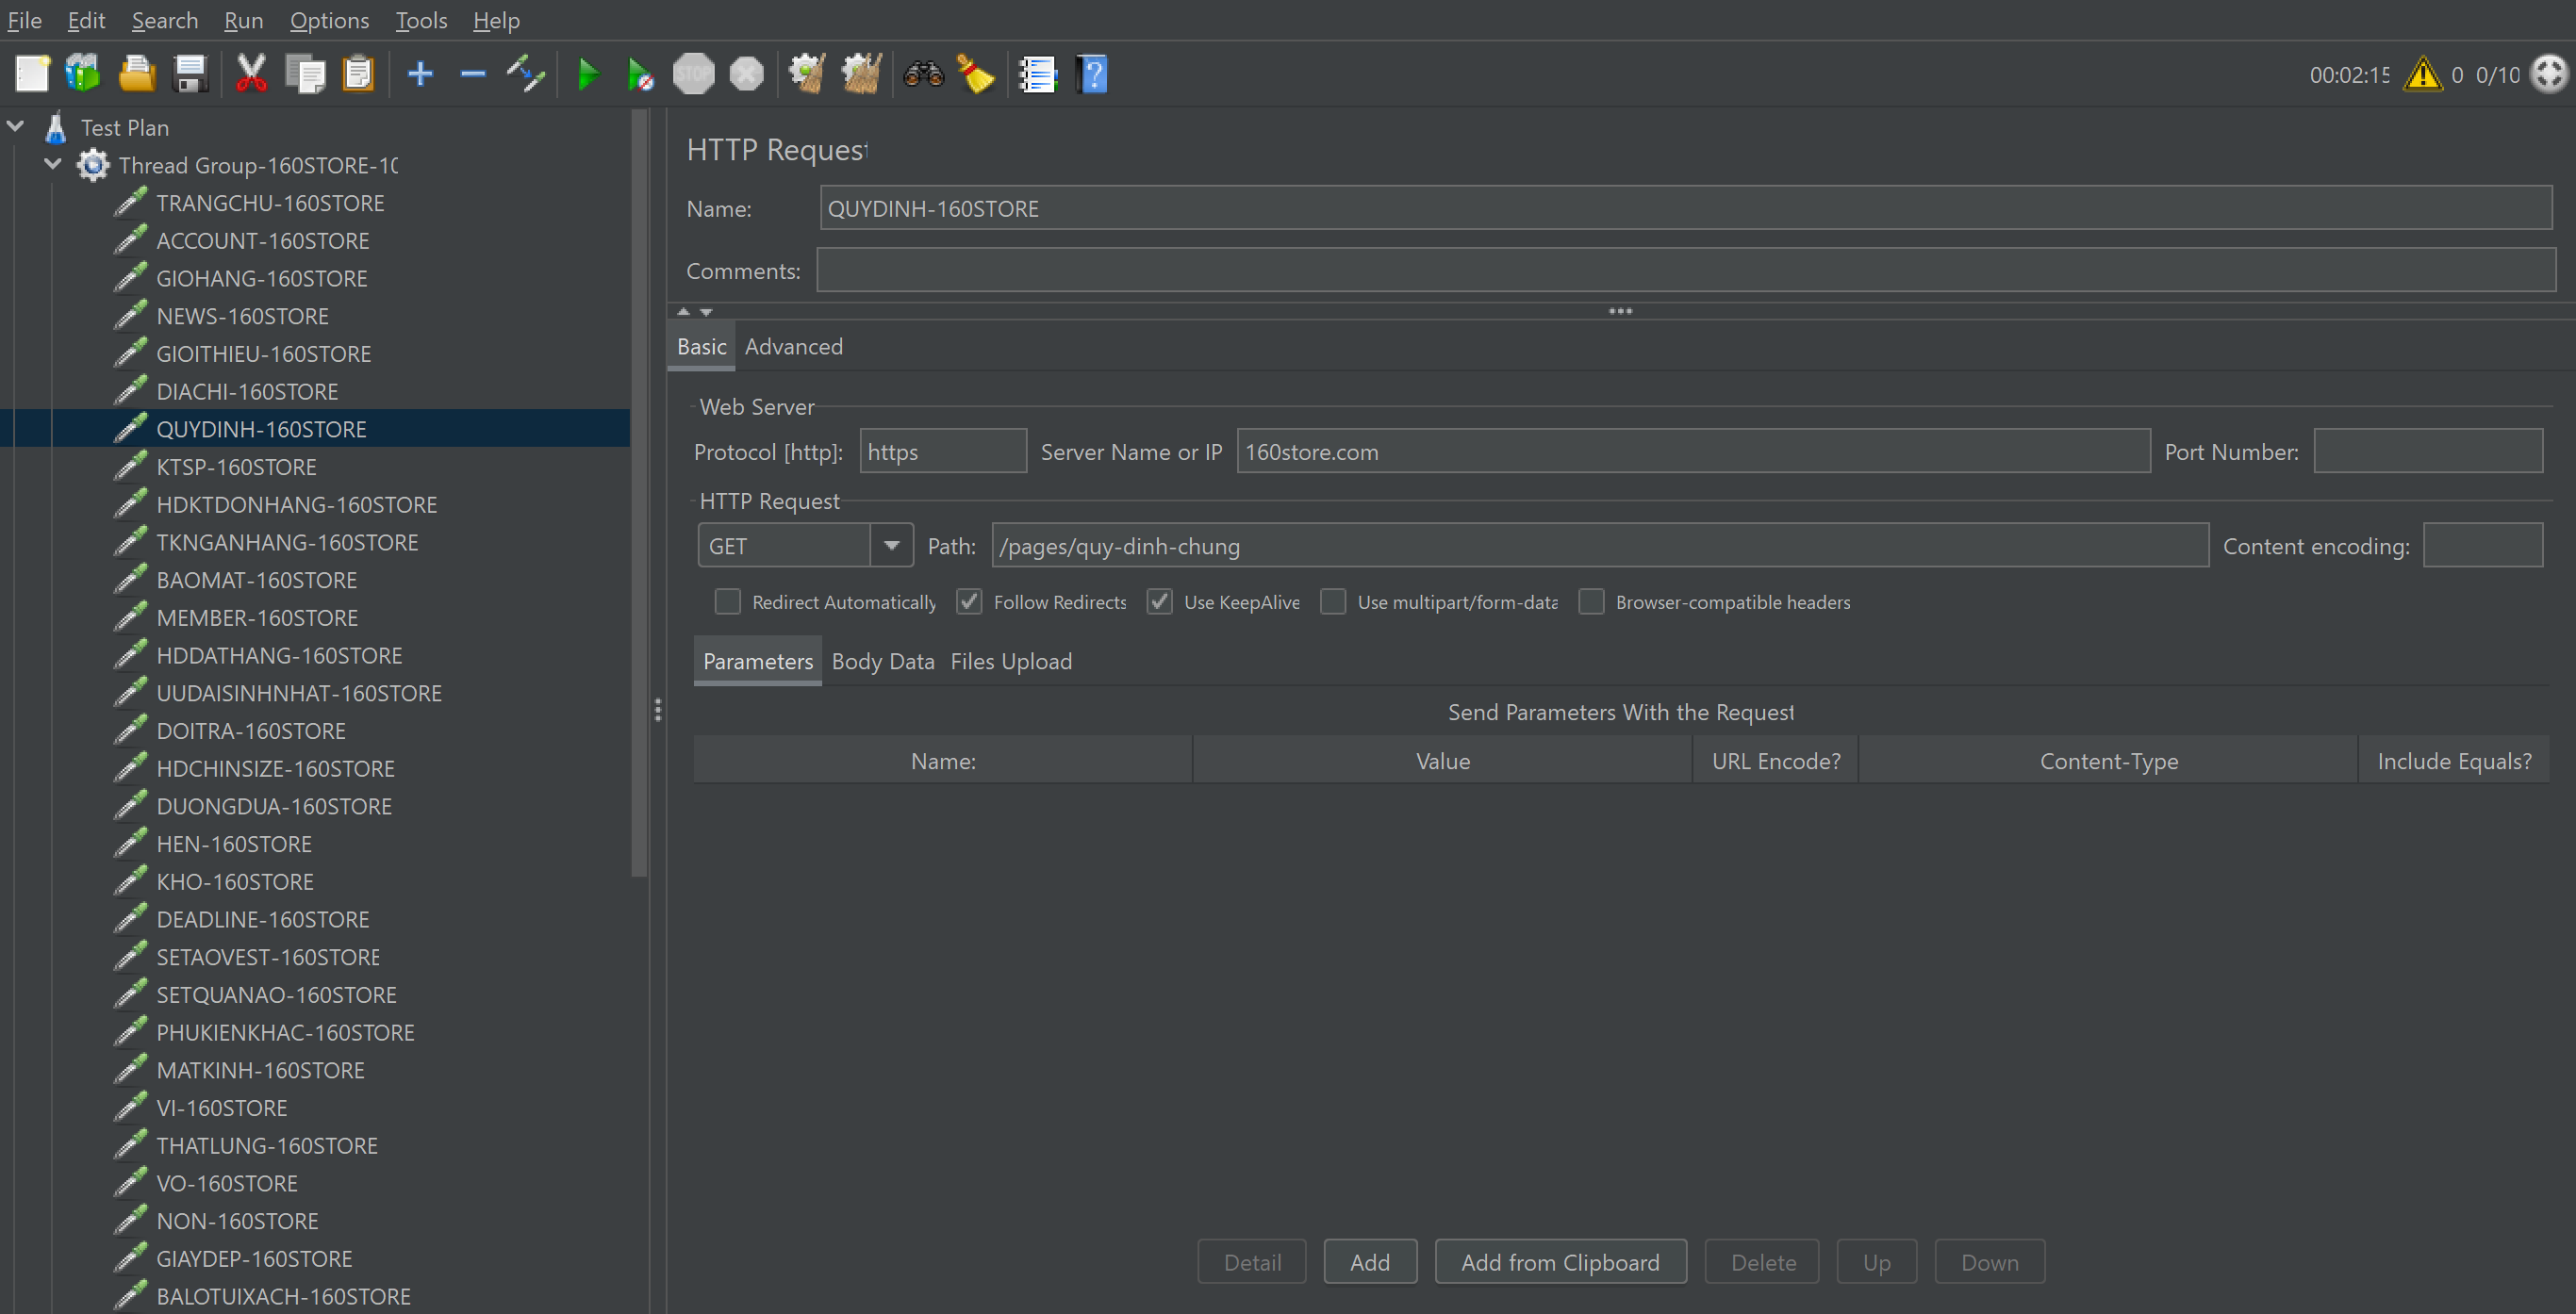 File Edit Search Run Options Tools Help
STOP
00:02:15 0 0/10
Test Plan
Thread Group-160STORE-10
TRANGCHU-160STORE
ACCOUNT-160STORE
GIOHANG-160STORE
NEWS-160STORE
GIOITHIEU-160STORE
DIACHI-160STORE
QUYDINH-160STORE
KTSP-160STORE
HDKTDONHANG-160STORE
TKNGANHANG-160STORE
BAOMAT-160STORE
MEMBER-160STORE
HDDATHANG-160STORE
UUDAISINHNHAT-160STORE
DOITRA-160STORE
HDCHINSIZE-160STORE
DUONGDUA-160STORE
HEN-160STORE
KHO-160STORE
DEADLINE-160STORE
SETAOVEST-160STORE
SETQUANAO-160STORE
PHUKIENKHAC-160STORE
MATKINH-160STORE
VI-160STORE
THATLUNG-160STORE
VO-160STORE
NON-160STORE
GIAYDEP-160STORE
BALOTUIXACH-160STORE
HTTP Request
Name: QUYDINH-160STORE
Comments:
Basic Advanced
Web Server
Protocol [http]: https Server Name or IP 160store.com Port Number:
HTTP Request
GET Path: /pages/quy-dinh-chung Content encoding:
Redirect Automatically Follow Redirects Use KeepAlive Use multipart/form-data Browser-compatible headers
Parameters Body Data Files Upload
Send Parameters With the Request
Name: Value URL Encode? Content-Type Include Equals?
Detail Add Add from Clipboard Delete Up Down